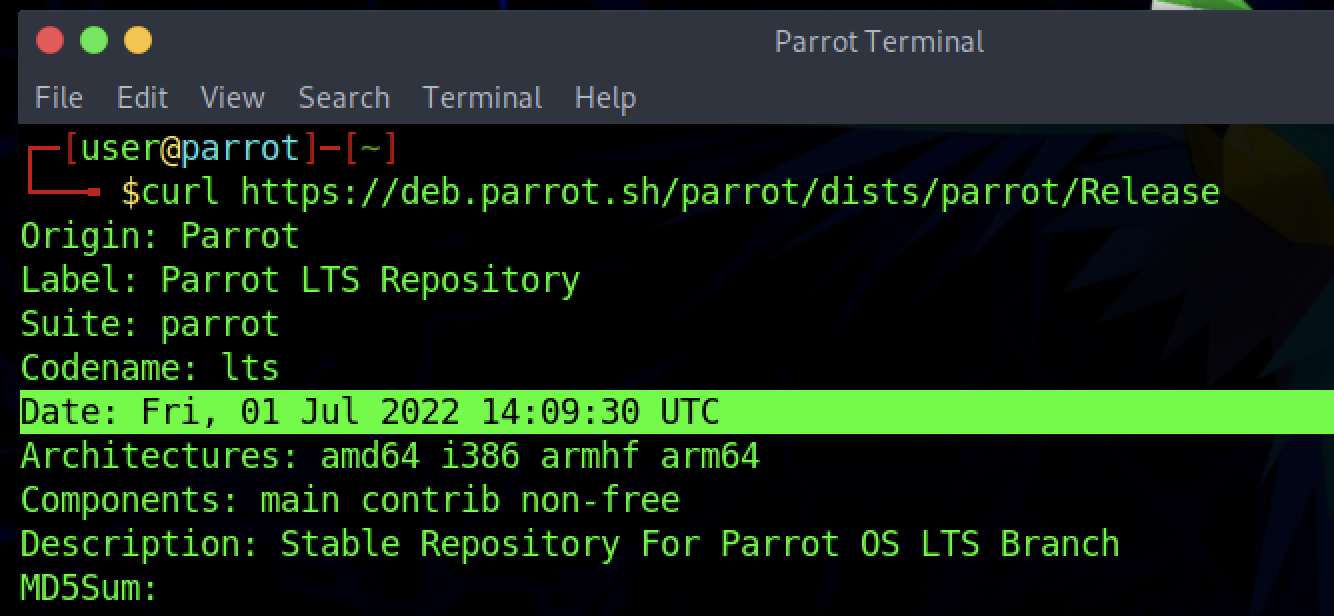 Parrot Terminal
File Edit View Search Terminal Help
[user@parrot]─[~]
$curl https://deb.parrot.sh/parrot/dists/parrot/Release
Origin: Parrot
Label: Parrot LTS Repository
Suite: parrot
Codename: lts
Date: Fri, 01 Jul 2022 14:09:30 UTC
Architectures: amd64 i386 armhf arm64
Components: main contrib non-free
Description: Stable Repository For Parrot OS LTS Branch
MD5Sum: